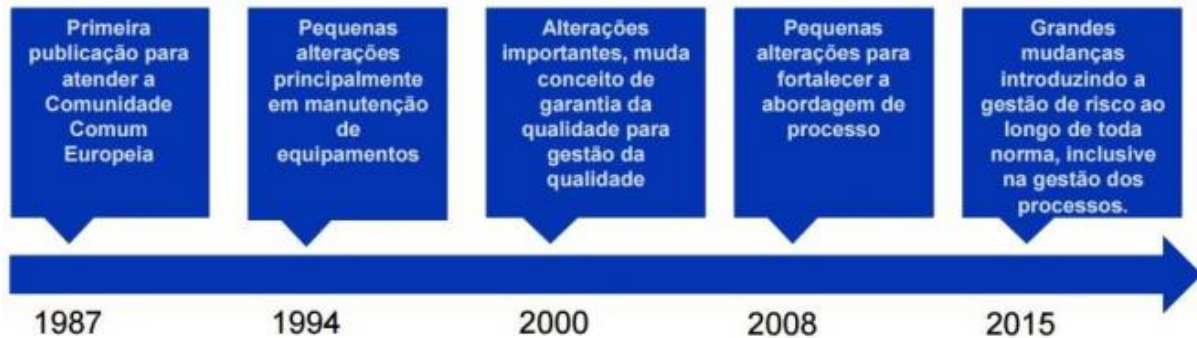 Primeira
publicação para
atender a
Comunidade
Comum
Europeia
Pequenas
alterações
principalmente
em manutenção
de
equipamentos
Alterações
importantes, muda
conceito de
garantia da
qualidade para
gestão da
qualidade
Pequenas
alterações para
fortalecer a
abordagem de
processo
Grandes
mudanças
introduzindo a
gestão de risco ao
longo de toda
norma, inclusive
na gestão dos
processos.
1987
1994
2000
2008
2015